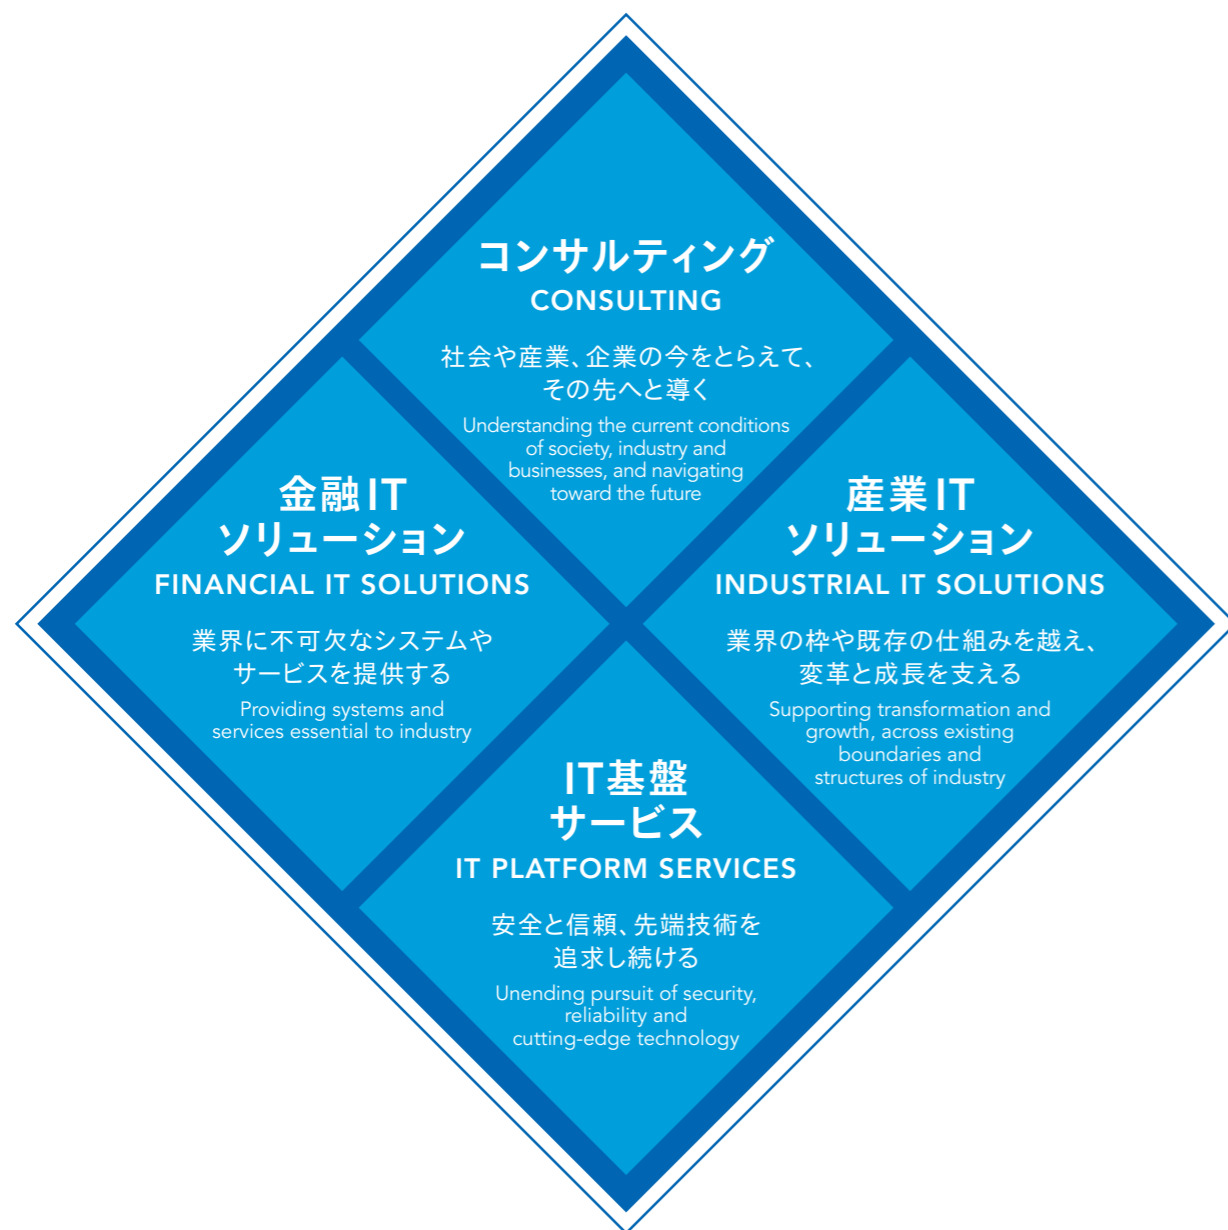 コンサルティング
CONSULTING
社会や産業、企業の今をとらえて、
その先へと導く
Understanding the current conditions
of society, industry and
businesses, and navigating
toward the future
金融IT
ソリューション
FINANCIAL IT SOLUTIONS
業界に不可欠なシステムや
サービスを提供する
Providing systems and
services essential to industry
産業IT
ソリューション
INDUSTRIAL IT SOLUTIONS
業界の枠や既存の仕組みを越え、
変革と成長を支える
Supporting transformation and
growth, across existing
boundaries and
structures of industry
IT基盤
サービス
IT PLATFORM SERVICES
安全と信頼、先端技術を
追求し続ける
Unending pursuit of security,
reliability and
cutting-edge technology